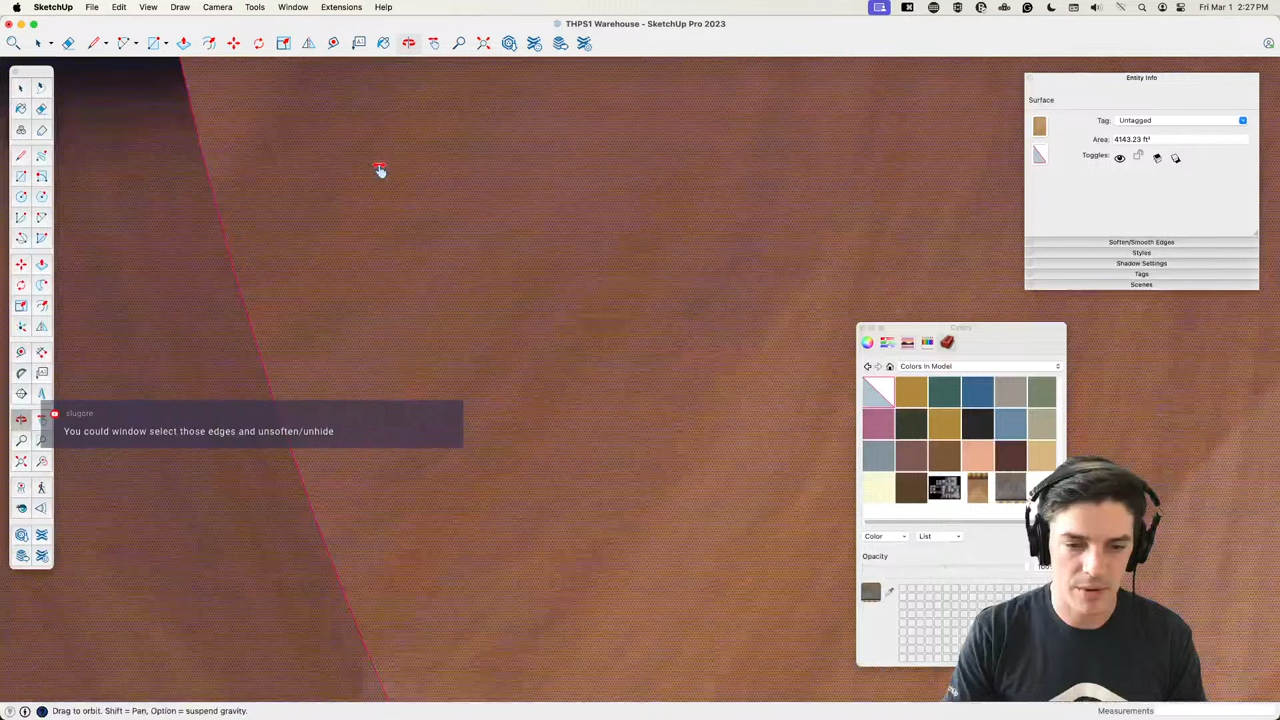 SketchUp File Edit View Draw Camera Tools Window Extensions Help
Fri Mar 1 2:27 PM
THPS1 Warehouse - SketchUp Pro 2023
Entity Info
Surface
Tag: Untagged
Area: 4143.23 ft²
Toggles:
Soften/Smooth Edges
Styles
Shadow Settings
Tags
Scenes
Colors
Colors In Model
slugcre
You could window select those edges and unsoften/unhide
Color List
Opacity
Drag to orbit. Shift = Pan, Option = suspend gravity.
Measurements